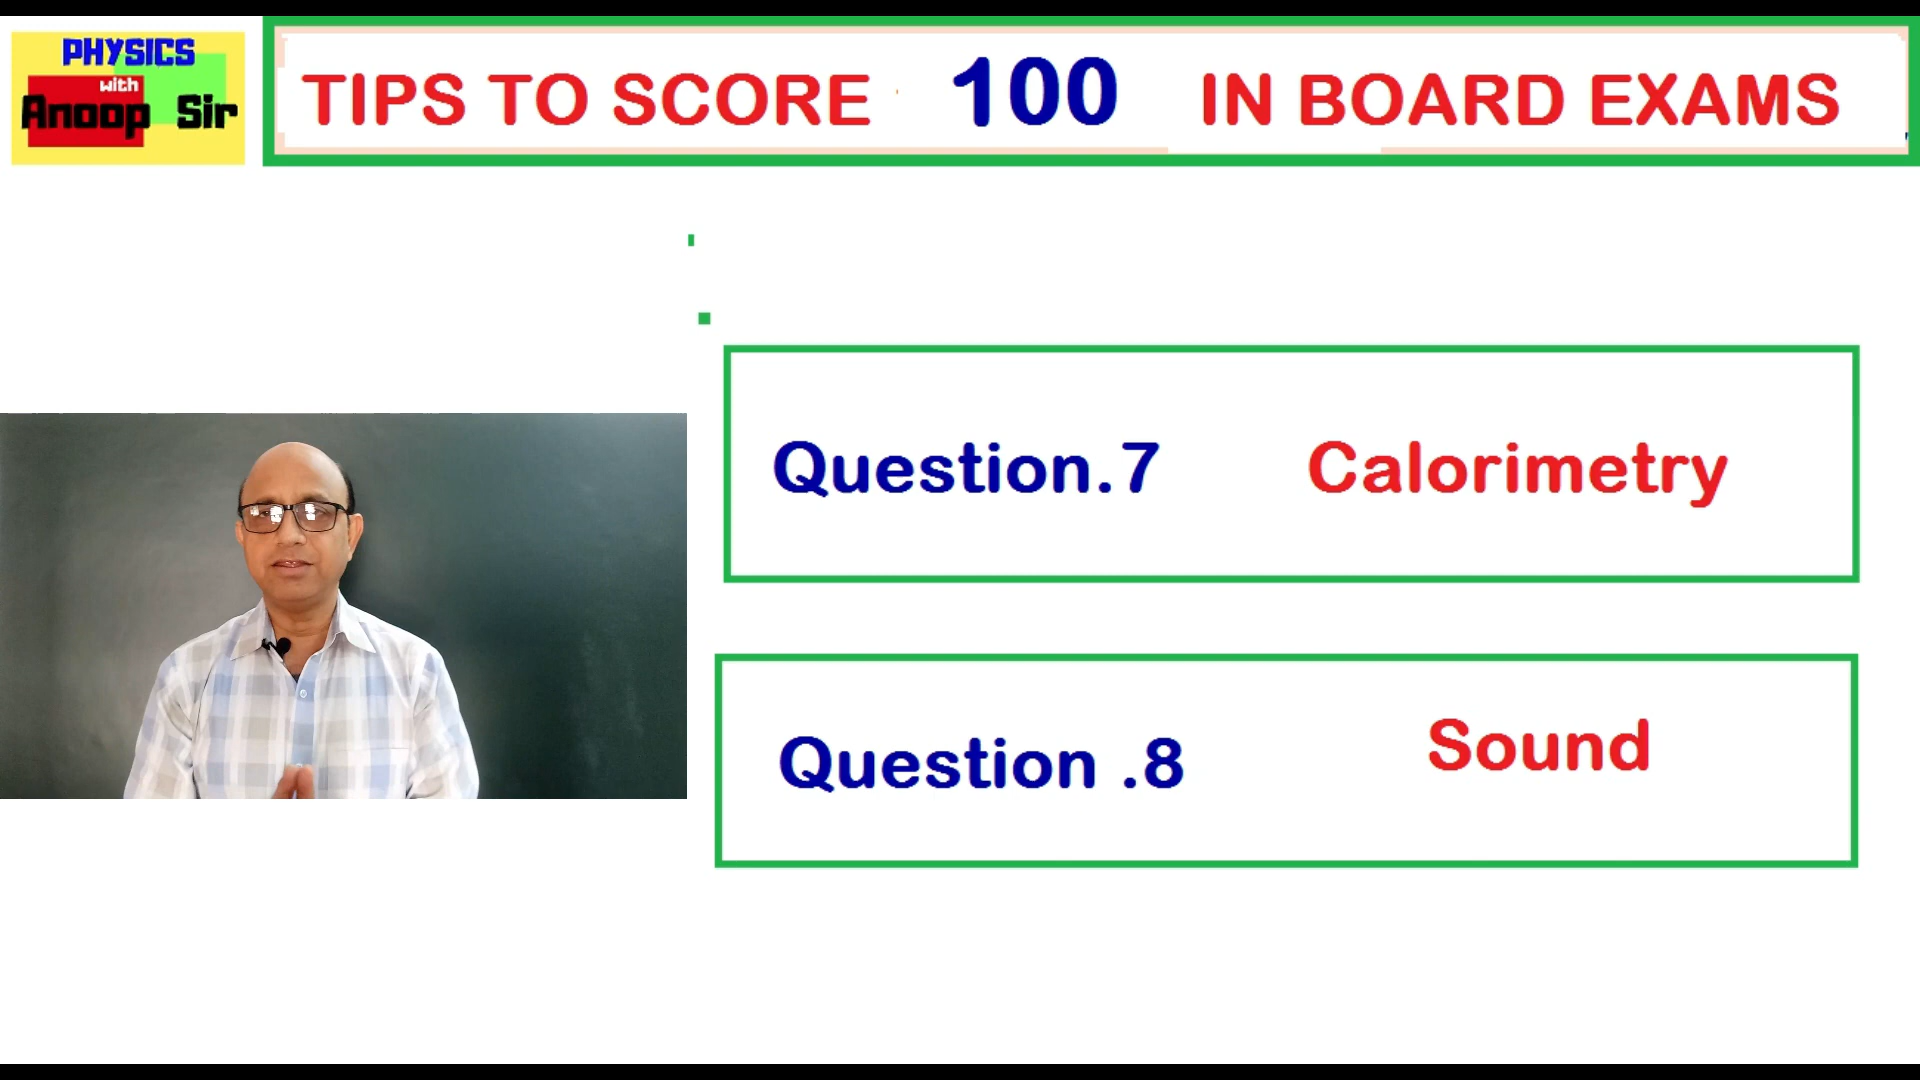 PHYSICS
with
Anoop Sir
TIPS TO SCORE 100 IN BOARD EXAMS
Question.7 Calorimetry
Question .8 Sound